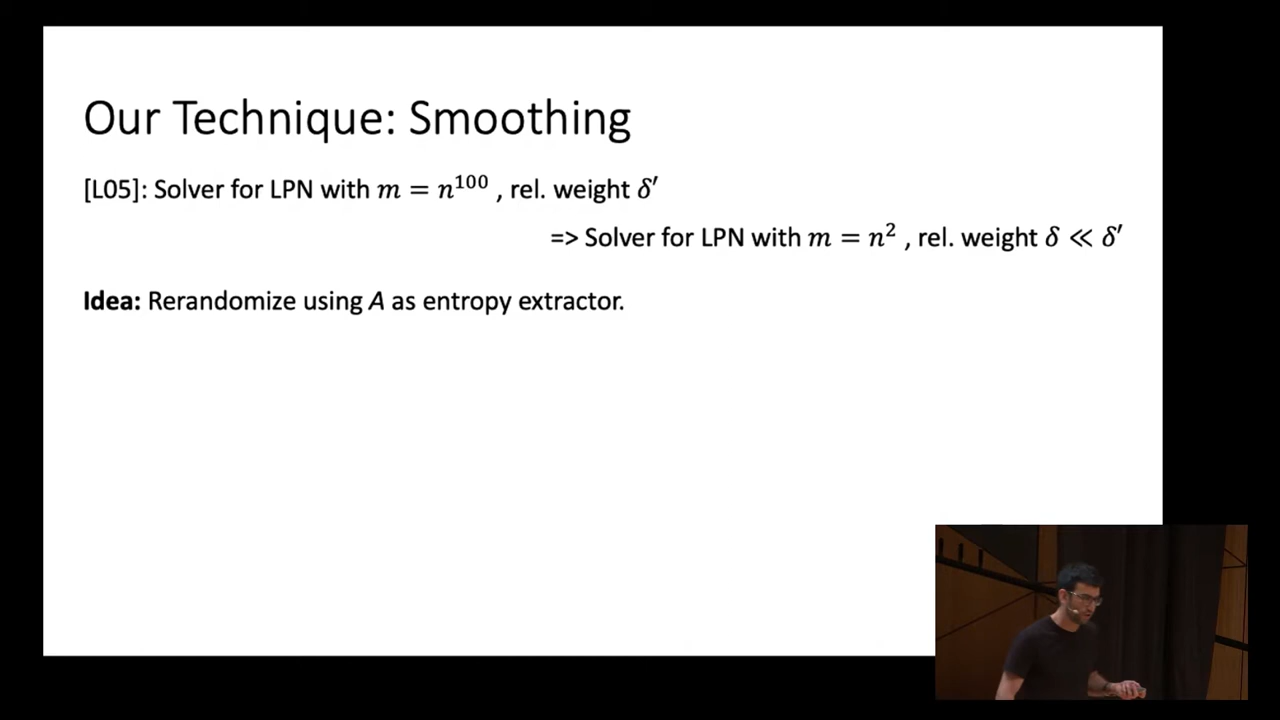 Our Technique: Smoothing
[L05]: Solver for LPN with m = n¹⁰⁰ , rel. weight δ′
=> Solver for LPN with m = n² , rel. weight δ ≪ δ′
Idea: Rerandomize using A as entropy extractor.